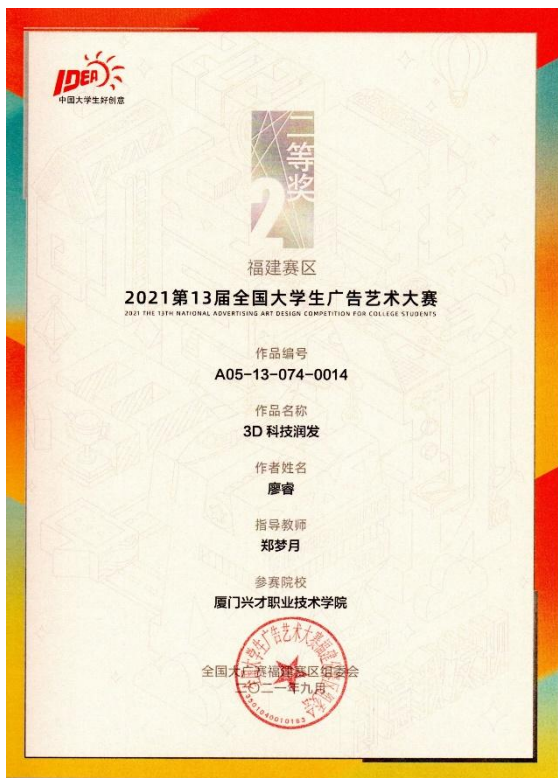 IDEA
中国大学生好创意
二等奖
2
福建赛区
2021第13届全国大学生广告艺术大赛
2021 THE 13TH NATIONAL ADVERTISING ART DESIGN COMPETITION FOR COLLEGE STUDENTS
作品编号
A05-13-074-0014
作品名称
3D 科技润发
作者姓名
廖睿
指导教师
郑梦月
参赛院校
厦门兴才职业技术学院
全国大广赛福建赛区组委会
二〇二一年九月
3501040010193